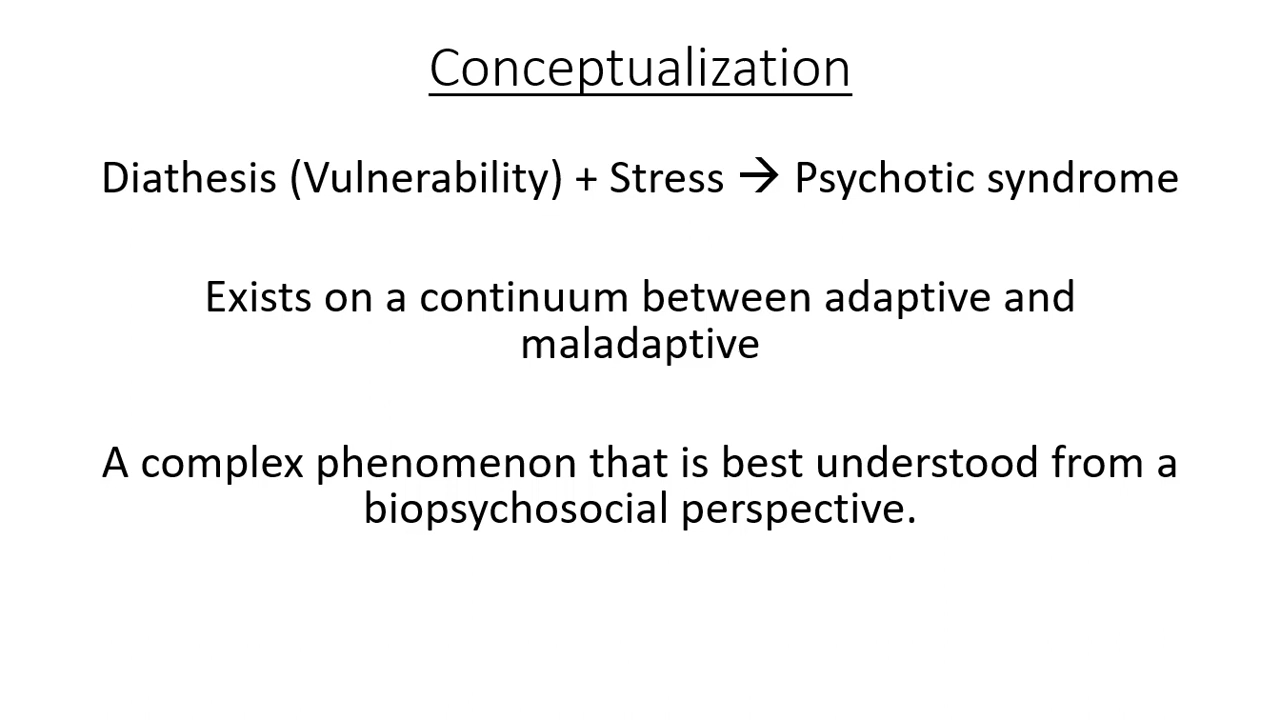 Conceptualization
Diathesis (Vulnerability) + Stress → Psychotic syndrome
Exists on a continuum between adaptive and
maladaptive
A complex phenomenon that is best understood from a
biopsychosocial perspective.